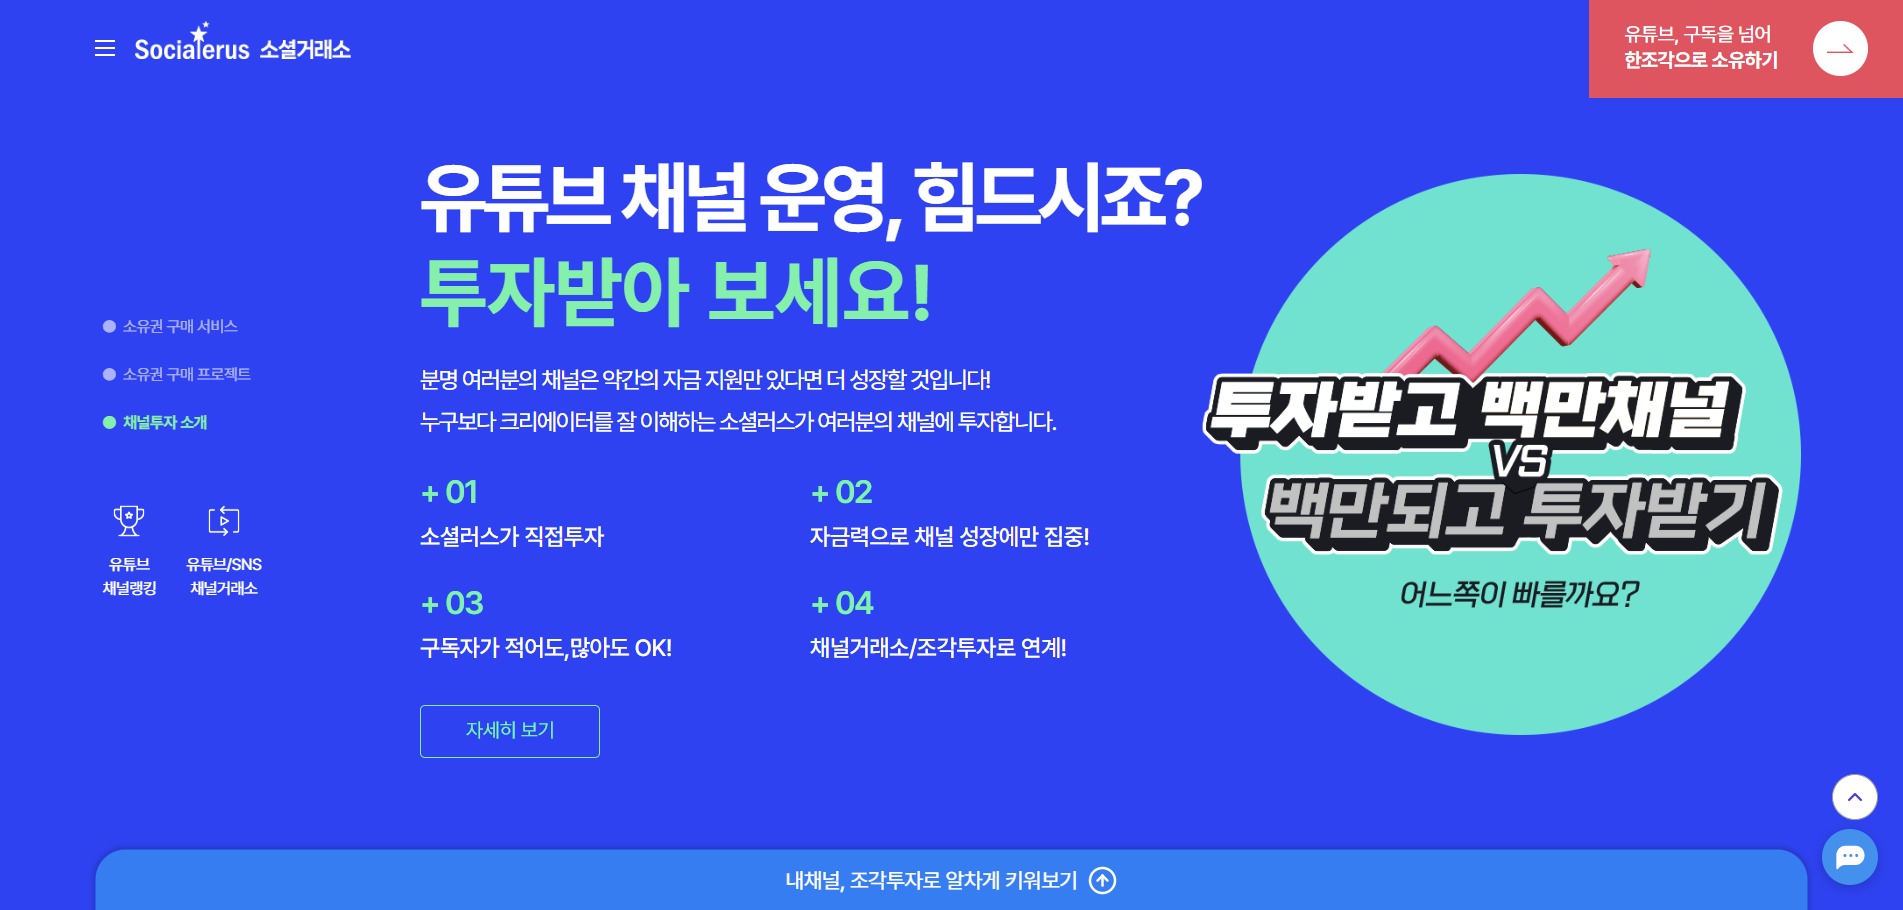 Socialerus 소셜거래소
유튜브, 구독을 넘어
한조각으로 소유하기
유튜브 채널 운영, 힘드시죠?
투자받아 보세요!
분명 여러분의 채널은 약간의 자금 지원만 있다면 더 성장할 것입니다!
누구보다 크리에이터를 잘 이해하는 소셜러스가 여러분의 채널에 투자합니다.
소유권 구매 서비스
소유권 구매 프로젝트
채널투자 소개
유튜브
채널랭킹
유튜브/SNS
채널거래소
+ 01
소셜러스가 직접투자
+ 02
자금력으로 채널 성장에만 집중!
+ 03
구독자가 적어도,많아도 OK!
+ 04
채널거래소/조각투자로 연계!
자세히 보기
투자받고 백만채널
VS
백만되고 투자받기
어느쪽이 빠를까요?
내채널, 조각투자로 알차게 키워보기